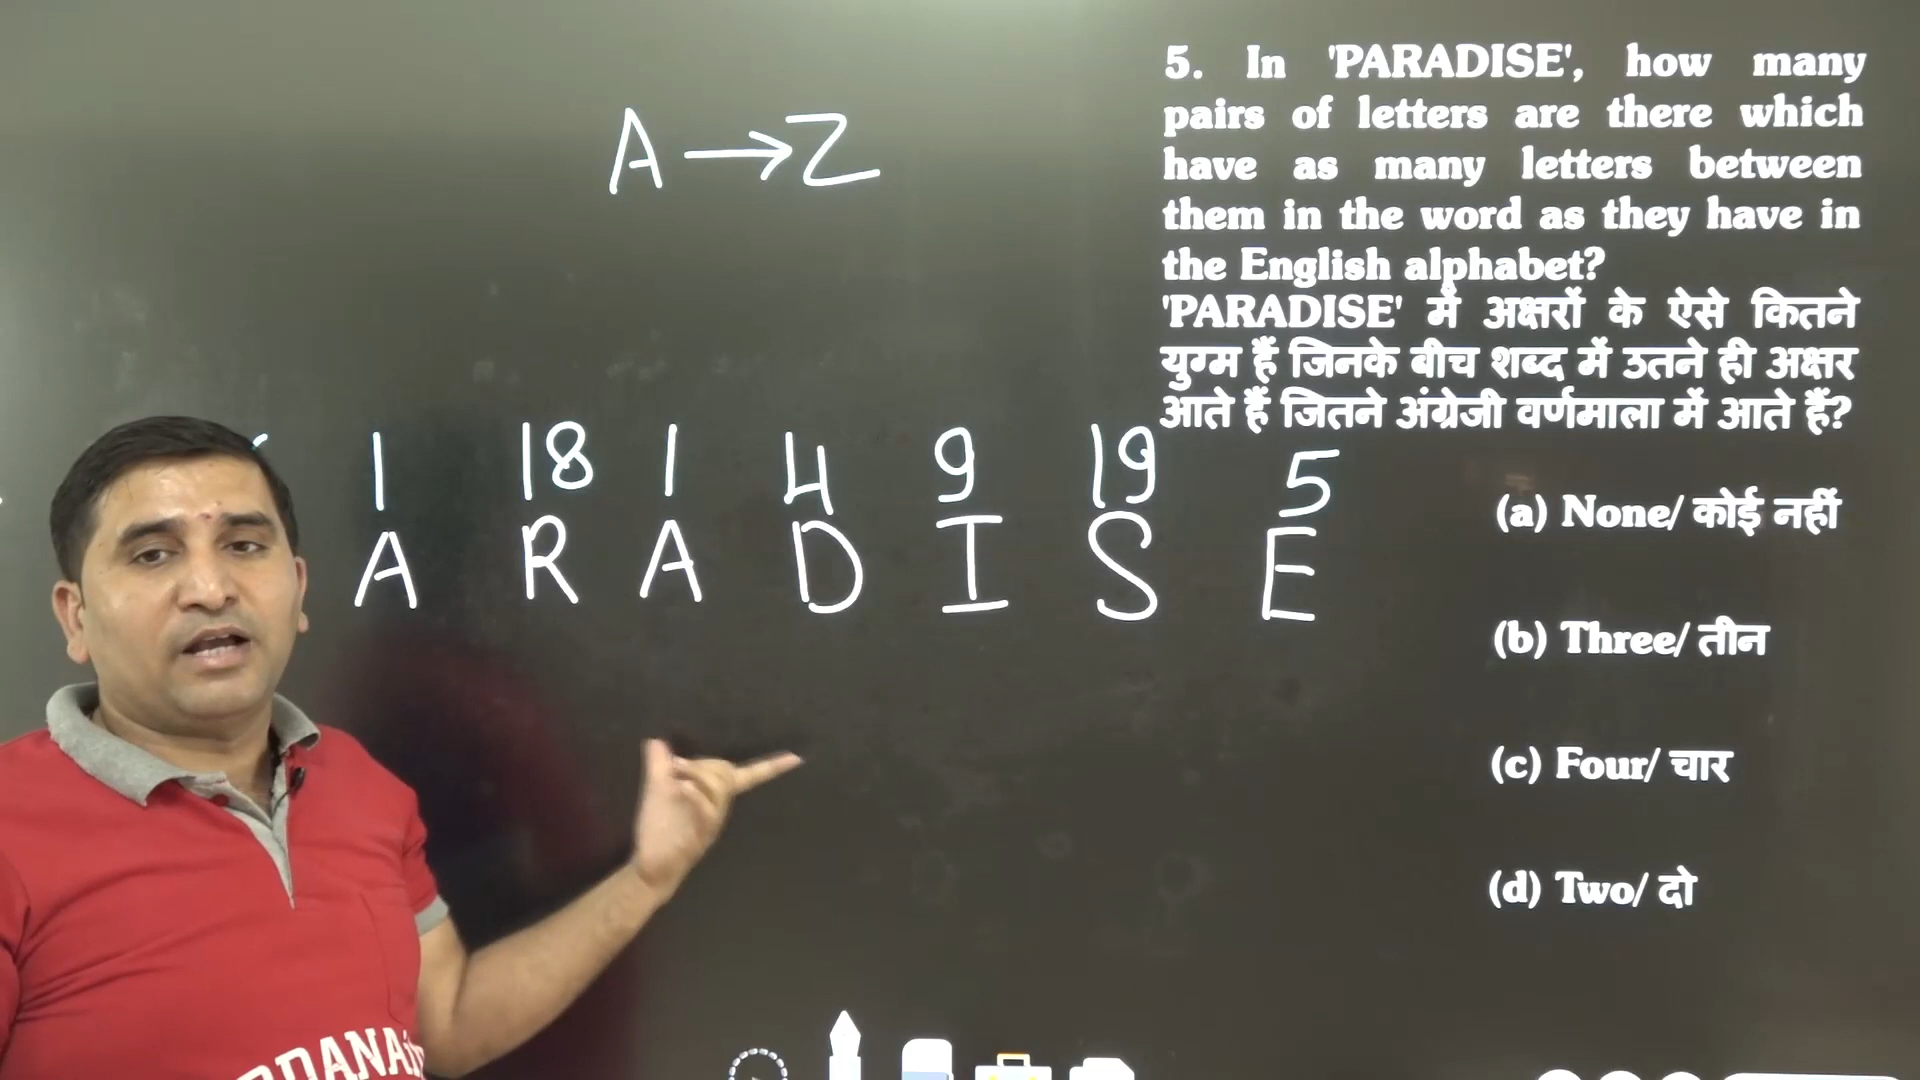 5. In 'PARADISE', how many
pairs of letters are there which
have as many letters between
them in the word as they have in
the English alphabet?
'PARADISE' में अक्षरों के ऐसे कितने
युग्म हैं जिनके बीच शब्द में उतने ही अक्षर
आते हैं जितने अंग्रेजी वर्णमाला में आते हैं?
(a) None/ कोई नहीं
(b) Three/ तीन
(c) Four/ चार
(d) Two/ दो
A → Z
1 18 1 4 9 19 5
A R A D I S E